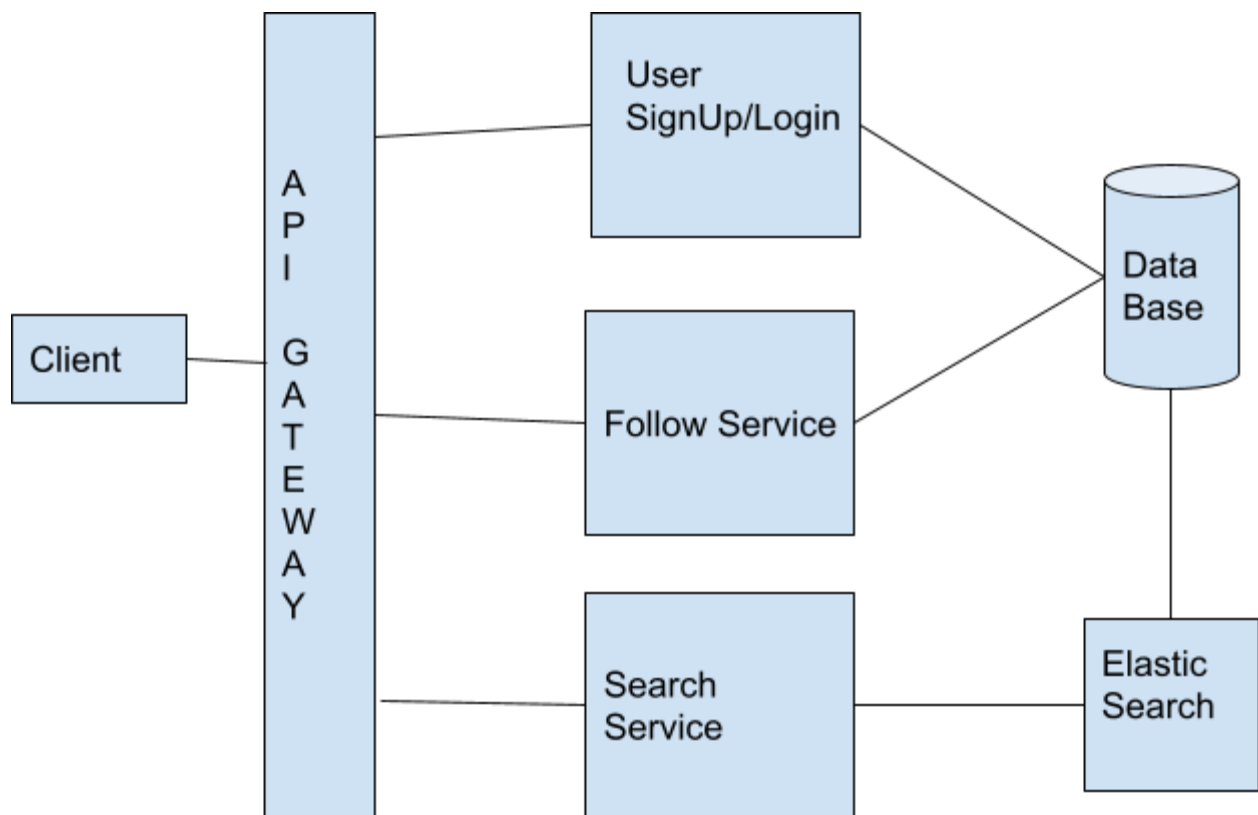 Client
A
P
I
G
A
T
E
W
A
Y
User
SignUp/Login
Follow Service
Search
Service
Data
Base
Elastic
Search